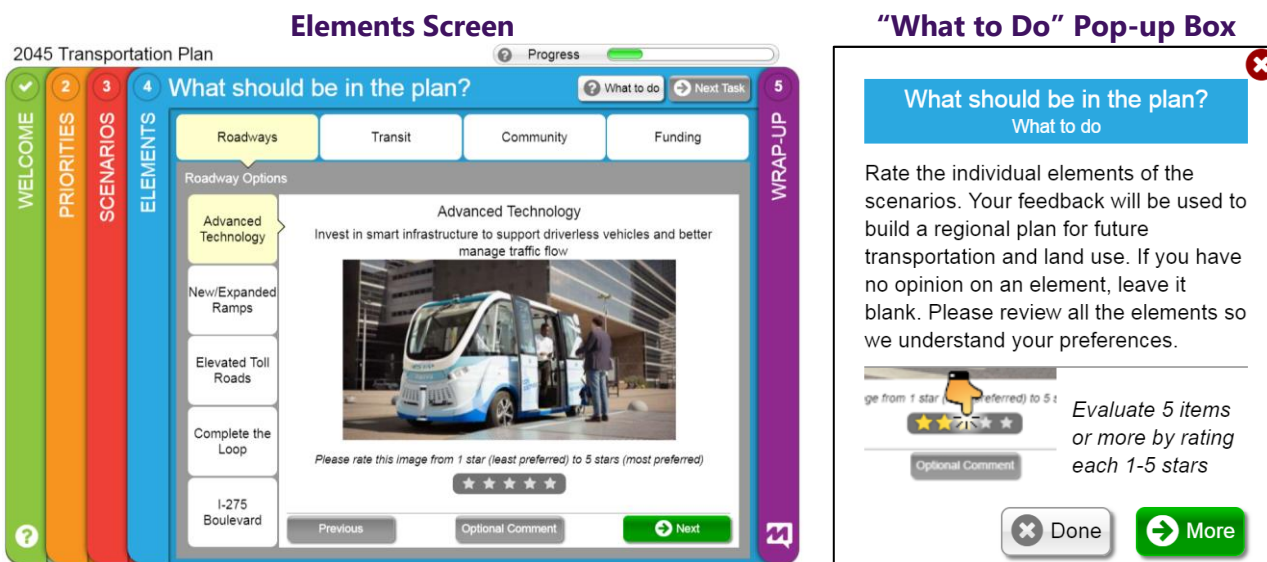 Elements Screen
2045 Transportation Plan
? Progress
WELCOME
?
2
PRIORITIES
3
SCENARIOS
4
ELEMENTS
What should be in the plan?
? What to do
Next Task
Roadways
Transit
Community
Funding
Roadway Options
Advanced
Technology
New/Expanded
Ramps
Elevated Toll
Roads
Complete the
Loop
I-275
Boulevard
Advanced Technology
Invest in smart infrastructure to support driverless vehicles and better
manage traffic flow
Please rate this image from 1 star (least preferred) to 5 stars (most preferred)
Previous
Optional Comment
Next
5
WRAP-UP
“What to Do” Pop-up Box
What should be in the plan?
What to do
Rate the individual elements of the
scenarios. Your feedback will be used to
build a regional plan for future
transportation and land use. If you have
no opinion on an element, leave it
blank. Please review all the elements so
we understand your preferences.
ge from 1 star ( referred) to 5
Optional Comment
Evaluate 5 items
or more by rating
each 1-5 stars
Done
More